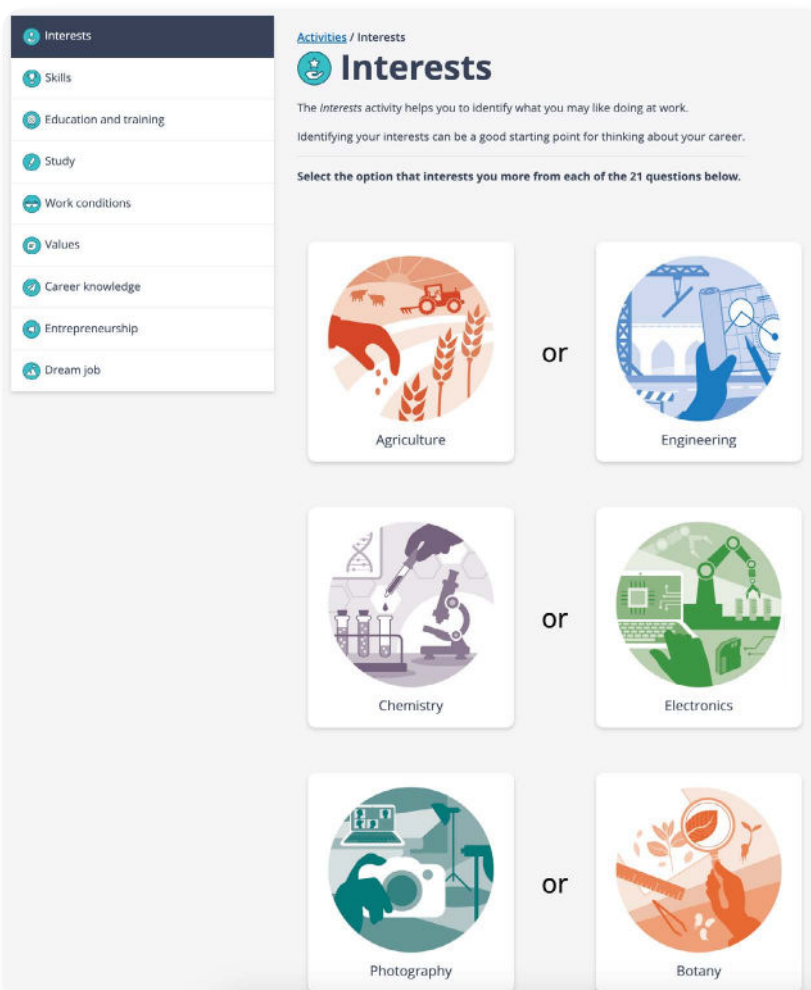 Interests
Skills
Education and training
Study
Work conditions
Values
Career knowledge
Entrepreneurship
Dream job
Activities / Interests
Interests
The Interests activity helps you to identify what you may like doing at work.
Identifying your interests can be a good starting point for thinking about your career.
Select the option that interests you more from each of the 21 questions below.
or
Agriculture
Engineering
or
Chemistry
Electronics
or
Photography
Botany